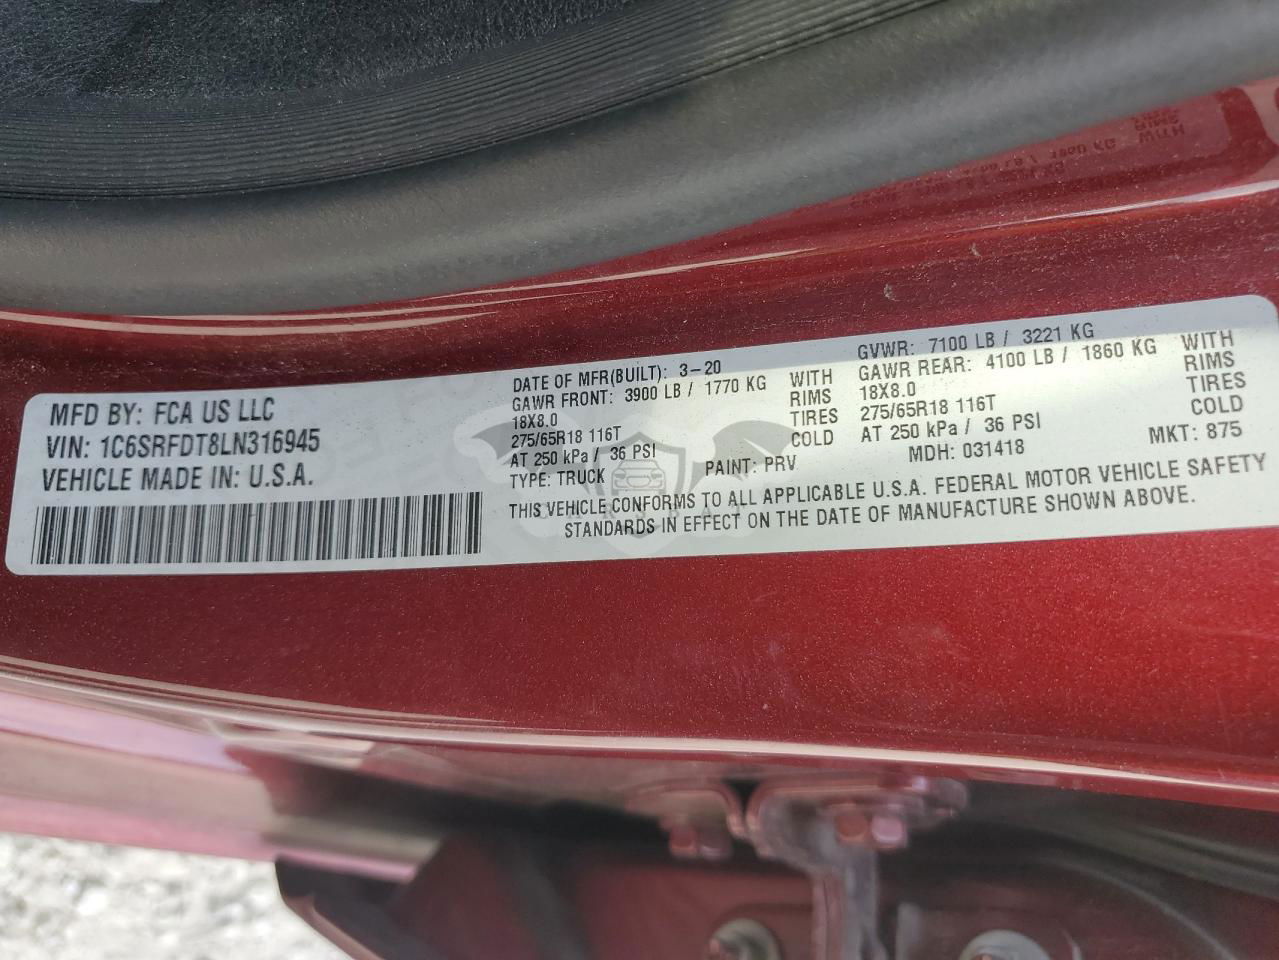 MFD BY: FCA US LLC
VIN: 1C6SRFDT8LN316945
VEHICLE MADE IN: U.S.A.
DATE OF MFR(BUILT): 3-20
GAWR FRONT: 3900 LB / 1770 KG WITH
18X8.0 RIMS
275/65R18 116T TIRES
AT 250 kPa / 36 PSI COLD
TYPE: TRUCK PAINT: PRV
GVWR: 7100 LB / 3221 KG
GAWR REAR: 4100 LB / 1860 KG WITH
18X8.0 RIMS
275/65R18 116T TIRES
AT 250 kPa / 36 PSI COLD
MDH: 031418 MKT: 875
THIS VEHICLE CONFORMS TO ALL APPLICABLE U.S.A. FEDERAL MOTOR VEHICLE SAFETY
STANDARDS IN EFFECT ON THE DATE OF MANUFACTURE SHOWN ABOVE.